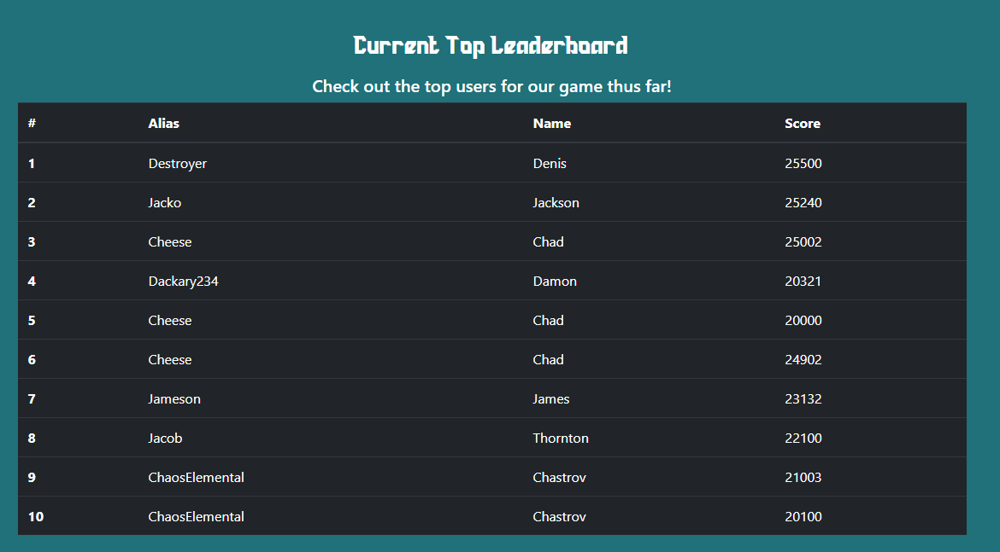 Current Top Leaderboard
Check out the top users for our game thus far!
# Alias Name Score
1 Destroyer Denis 25500
2 Jacko Jackson 25240
3 Cheese Chad 25002
4 Dackary234 Damon 20321
5 Cheese Chad 20000
6 Cheese Chad 24902
7 Jameson James 23132
8 Jacob Thornton 22100
9 ChaosElemental Chastrov 21003
10 ChaosElemental Chastrov 20100